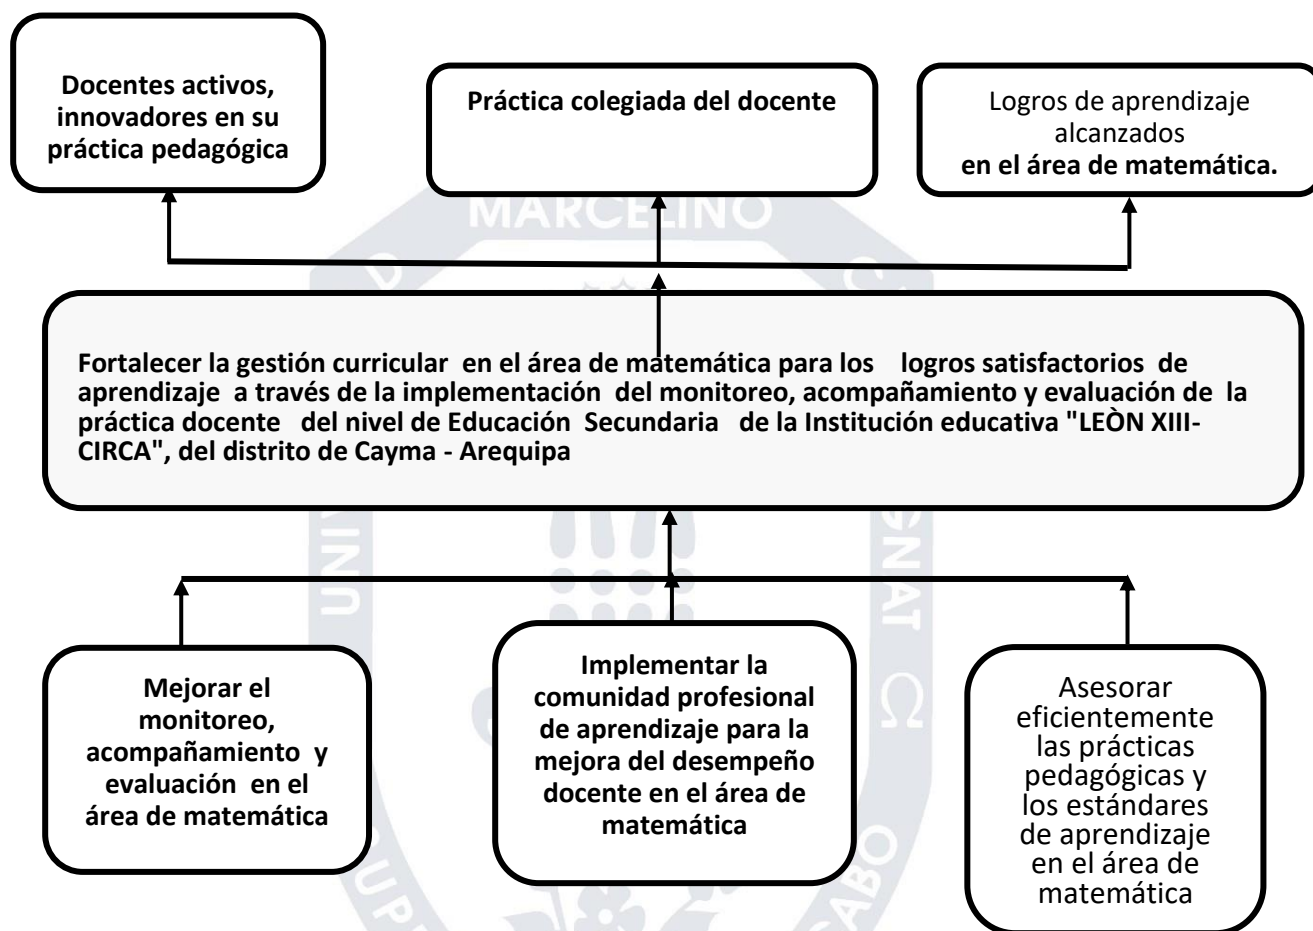 Docentes activos,
innovadores en su
práctica pedagógica
Práctica colegiada del docente
Logros de aprendizaje
alcanzados
en el área de matemática.
MARCELINO
Fortalecer la gestión curricular en el área de matemática para los logros satisfactorios de
aprendizaje a través de la implementación del monitoreo, acompañamiento y evaluación de la
práctica docente del nivel de Educación Secundaria de la Institución educativa "LEÒN XIII-
CIRCA", del distrito de Cayma - Arequipa
Mejorar el
monitoreo,
acompañamiento y
evaluación en el
área de matemática
Implementar la
comunidad profesional
de aprendizaje para la
mejora del desempeño
docente en el área de
matemática
Asesorar
eficientemente
las prácticas
pedagógicas y
los estándares
de aprendizaje
en el área de
matemática